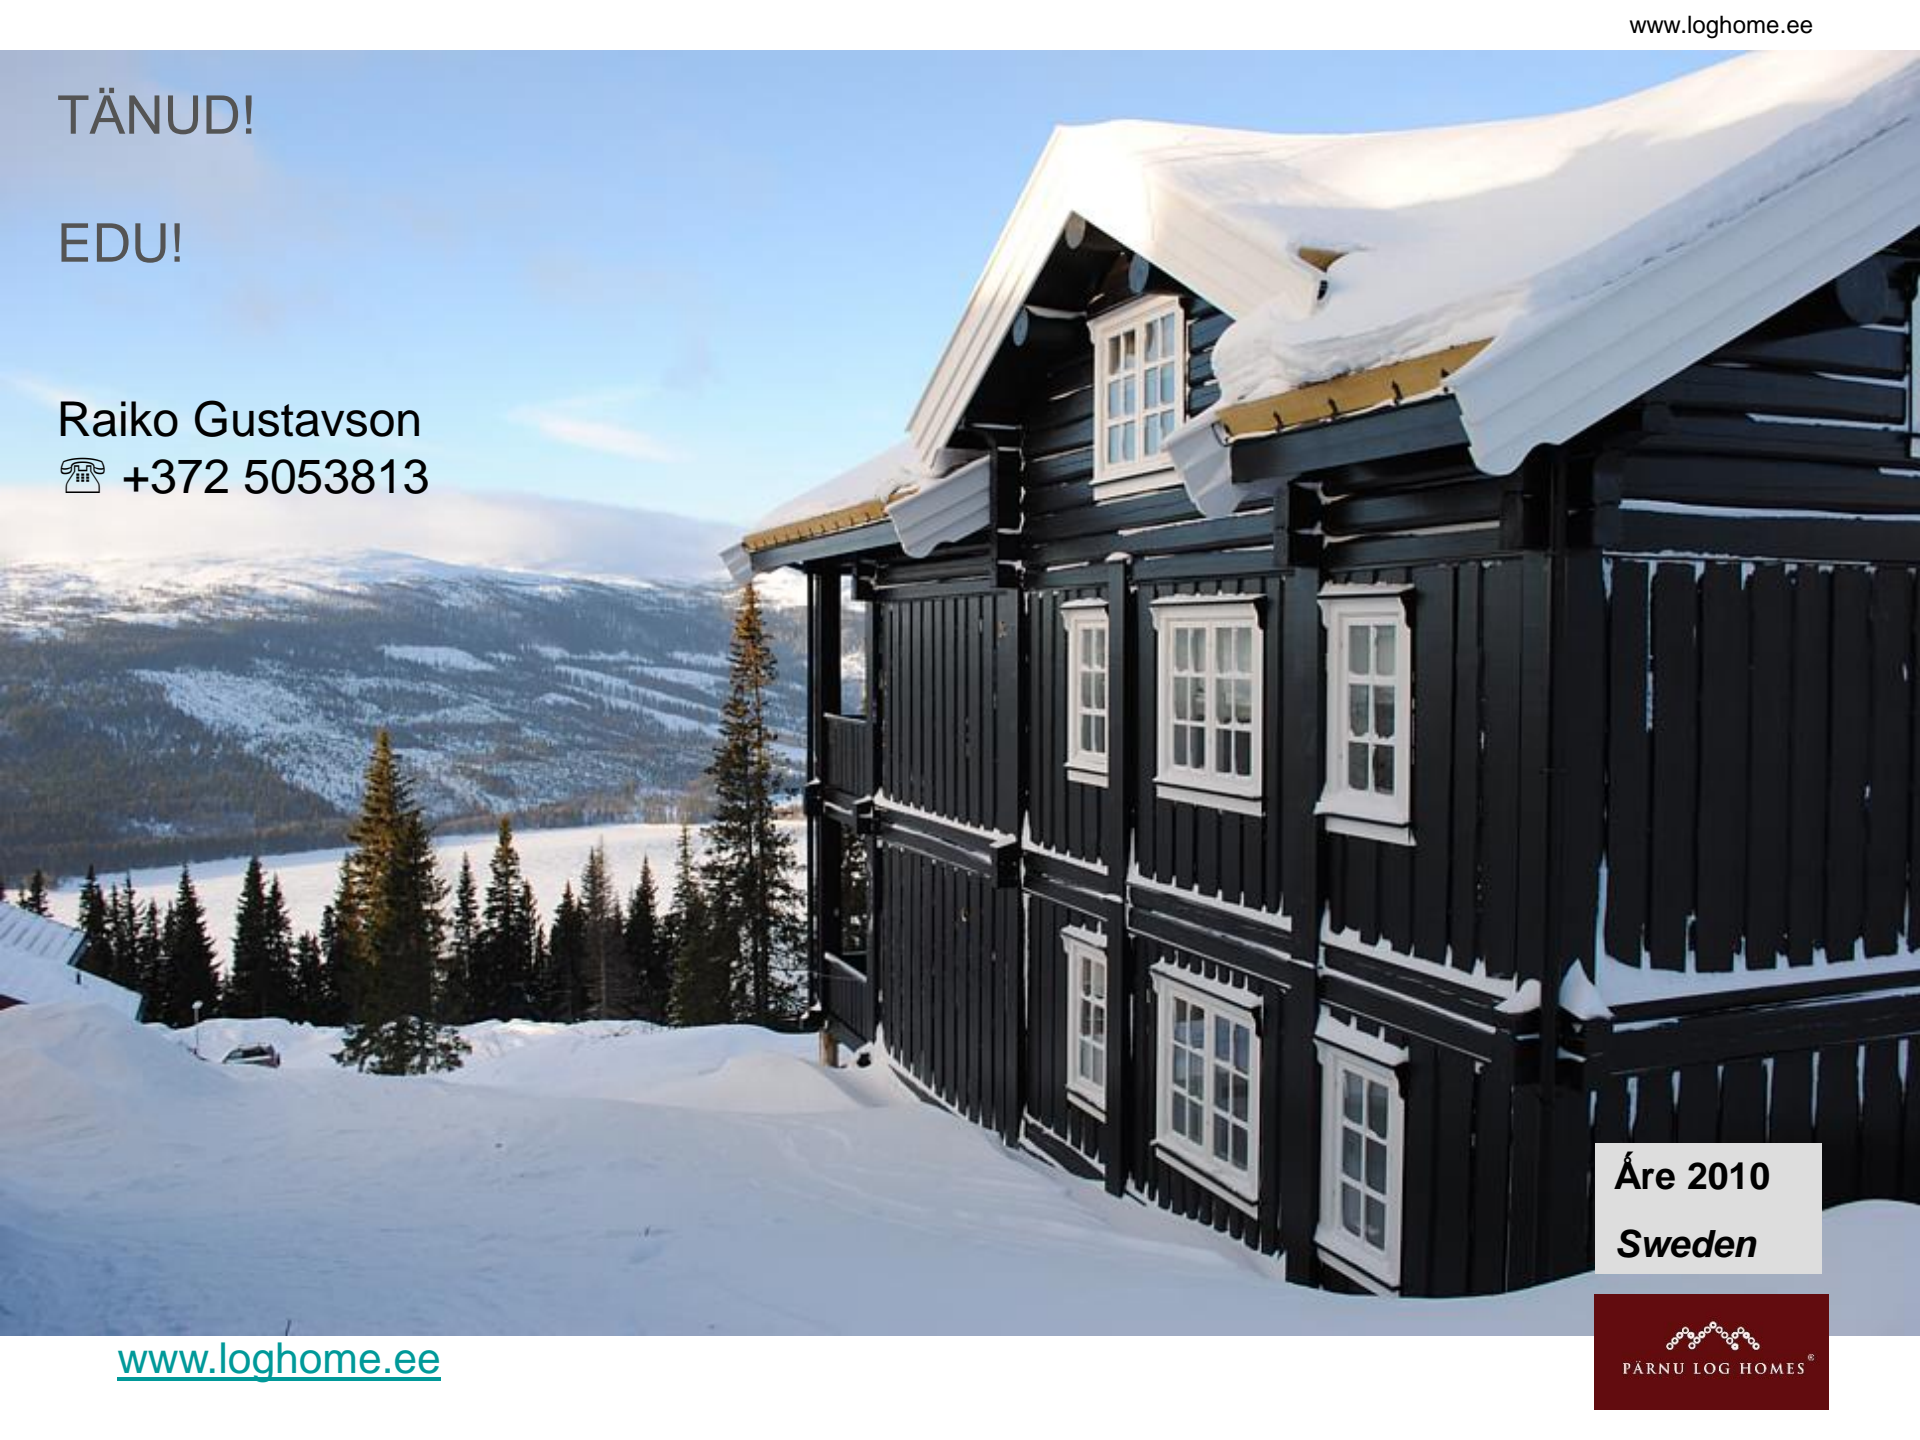 www.loghome.ee
TÄNUD!
EDU!
Raiko Gustavson
☏ +372 5053813
Åre 2010
Sweden
www.loghome.ee
PÄRNU LOG HOMES®